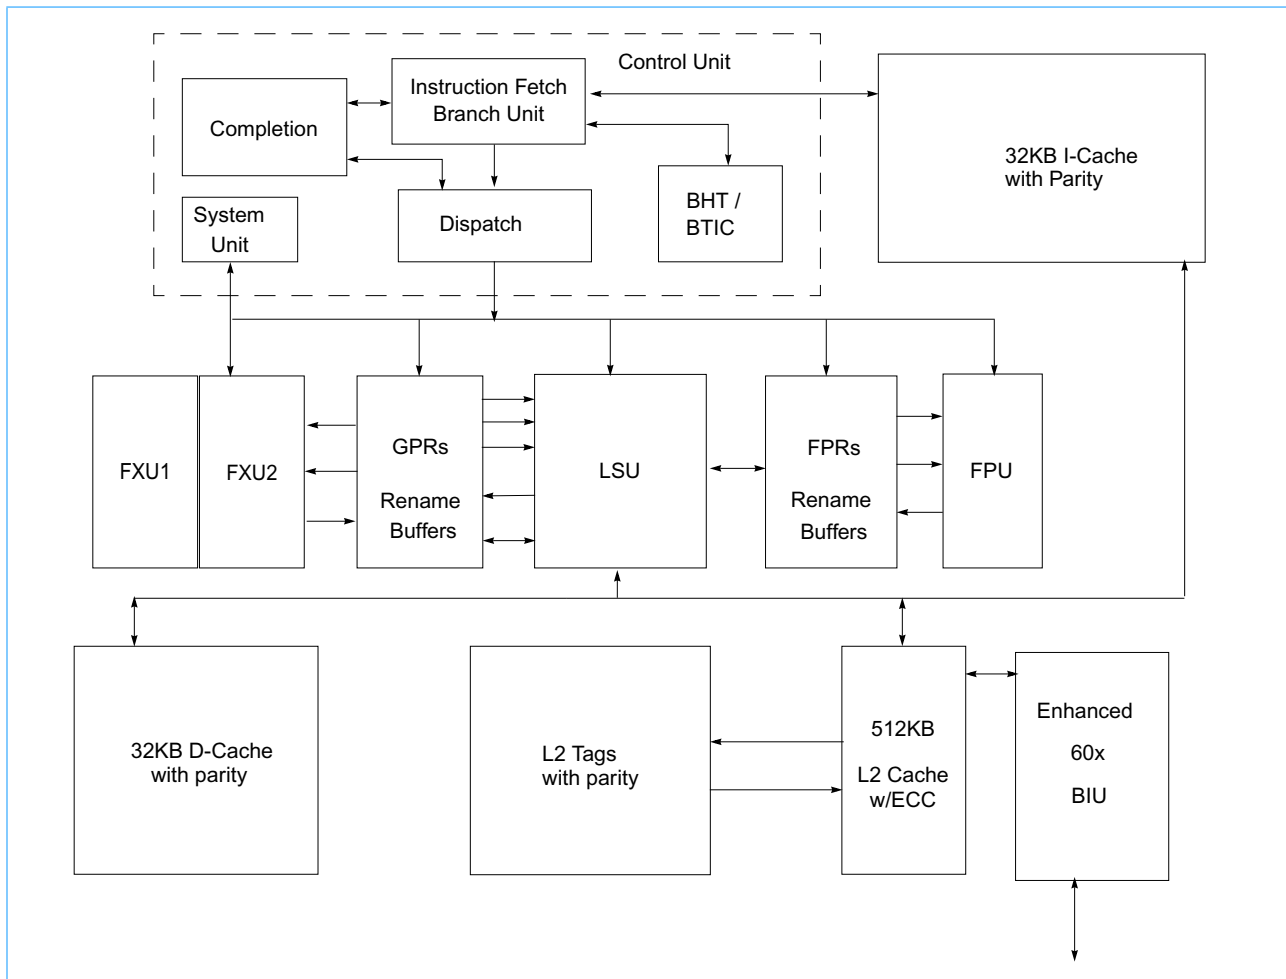 Control Unit
Instruction Fetch
Branch Unit
Completion
32KB I-Cache
with Parity
BHT /
BTIC
System
Unit
Dispatch
FXU1
FXU2
GPRs
Rename
Buffers
LSU
FPRs
Rename
Buffers
FPU
32KB D-Cache
with parity
L2 Tags
with parity
512KB
L2 Cache
w/ECC
Enhanced
60x
BIU